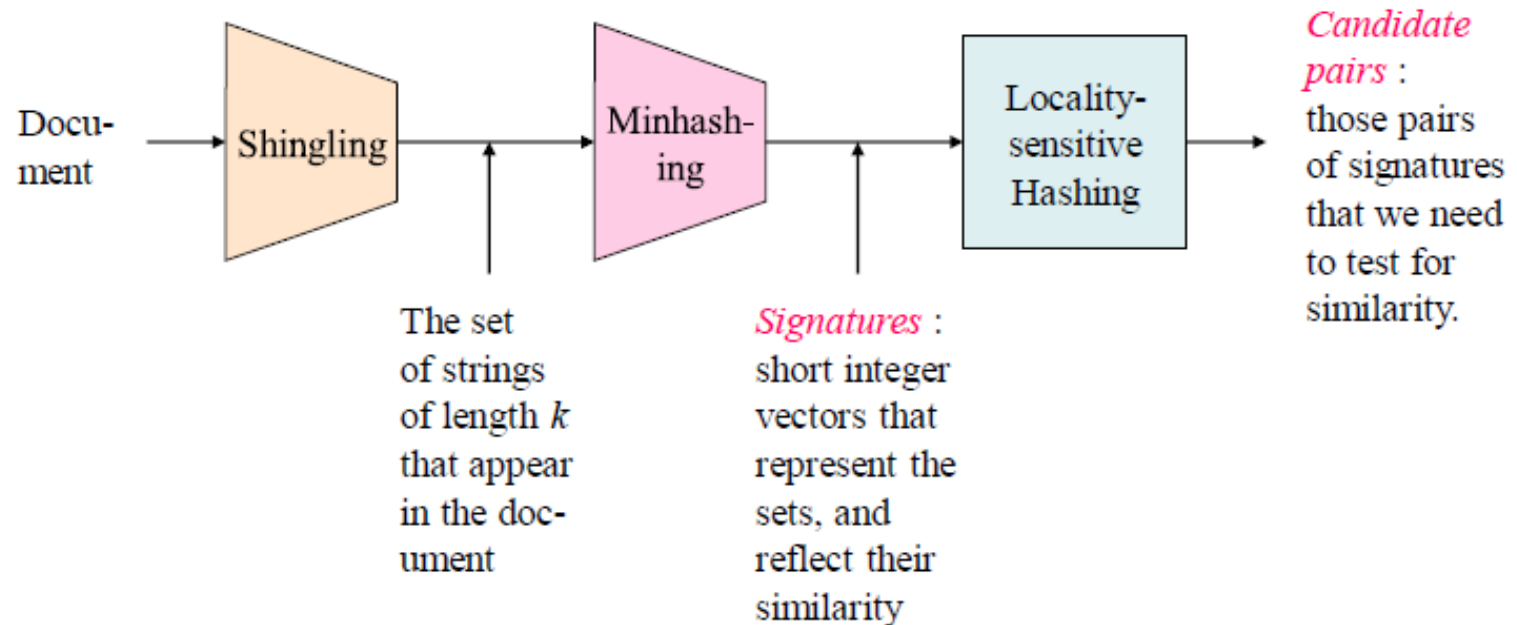 Docu-
ment
Shingling
The set
of strings
of length k
that appear
in the doc-
ument
Minhash-
ing
Signatures :
short integer
vectors that
represent the
sets, and
reflect their
similarity
Locality-
sensitive
Hashing
Candidate
pairs :
those pairs
of signatures
that we need
to test for
similarity.